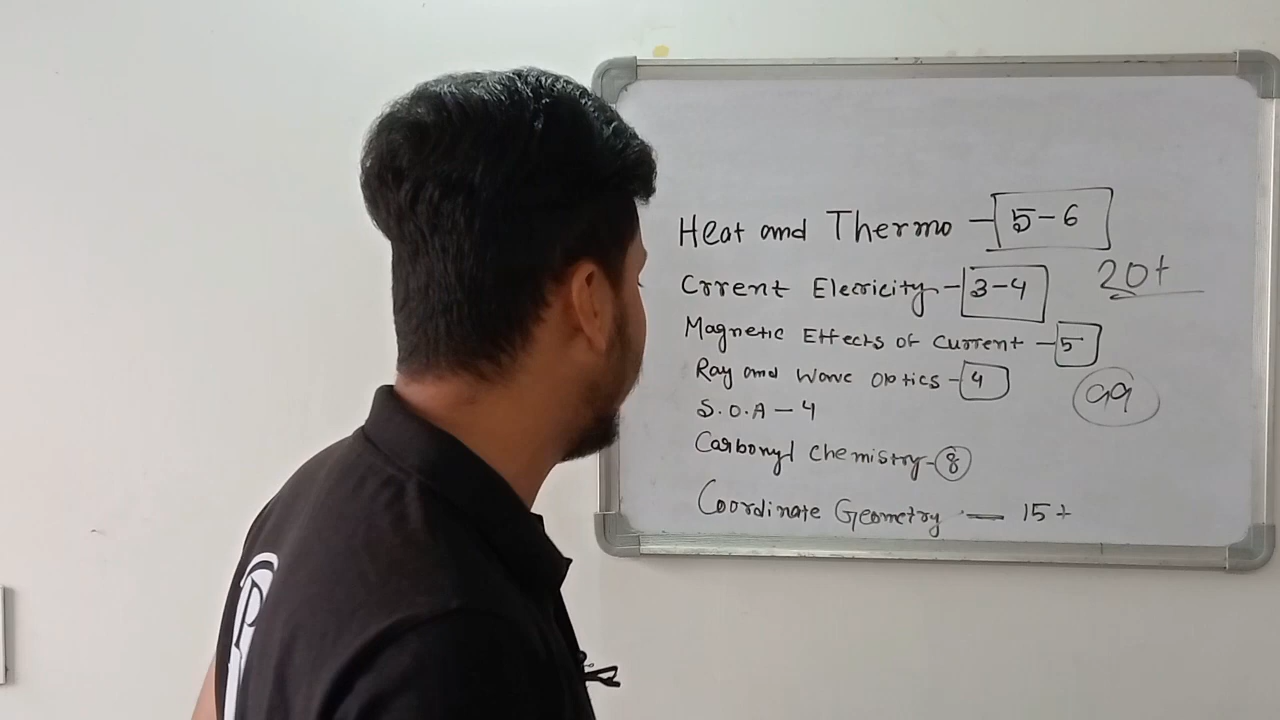 Heat and Thermo - 5-6
20+
Crrent Elecricity - 3-4
Magnetic Effects of Current - 5
Ray and Wave Optics - 4
99
S.O.A - 4
Carbonyl Chemistry - 8
Coordinate Geometry - 15+